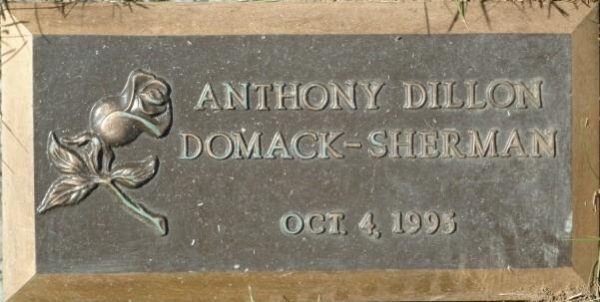 ANTHONY DILLON
DOMACK-SHERMAN
OCT. 4, 1995